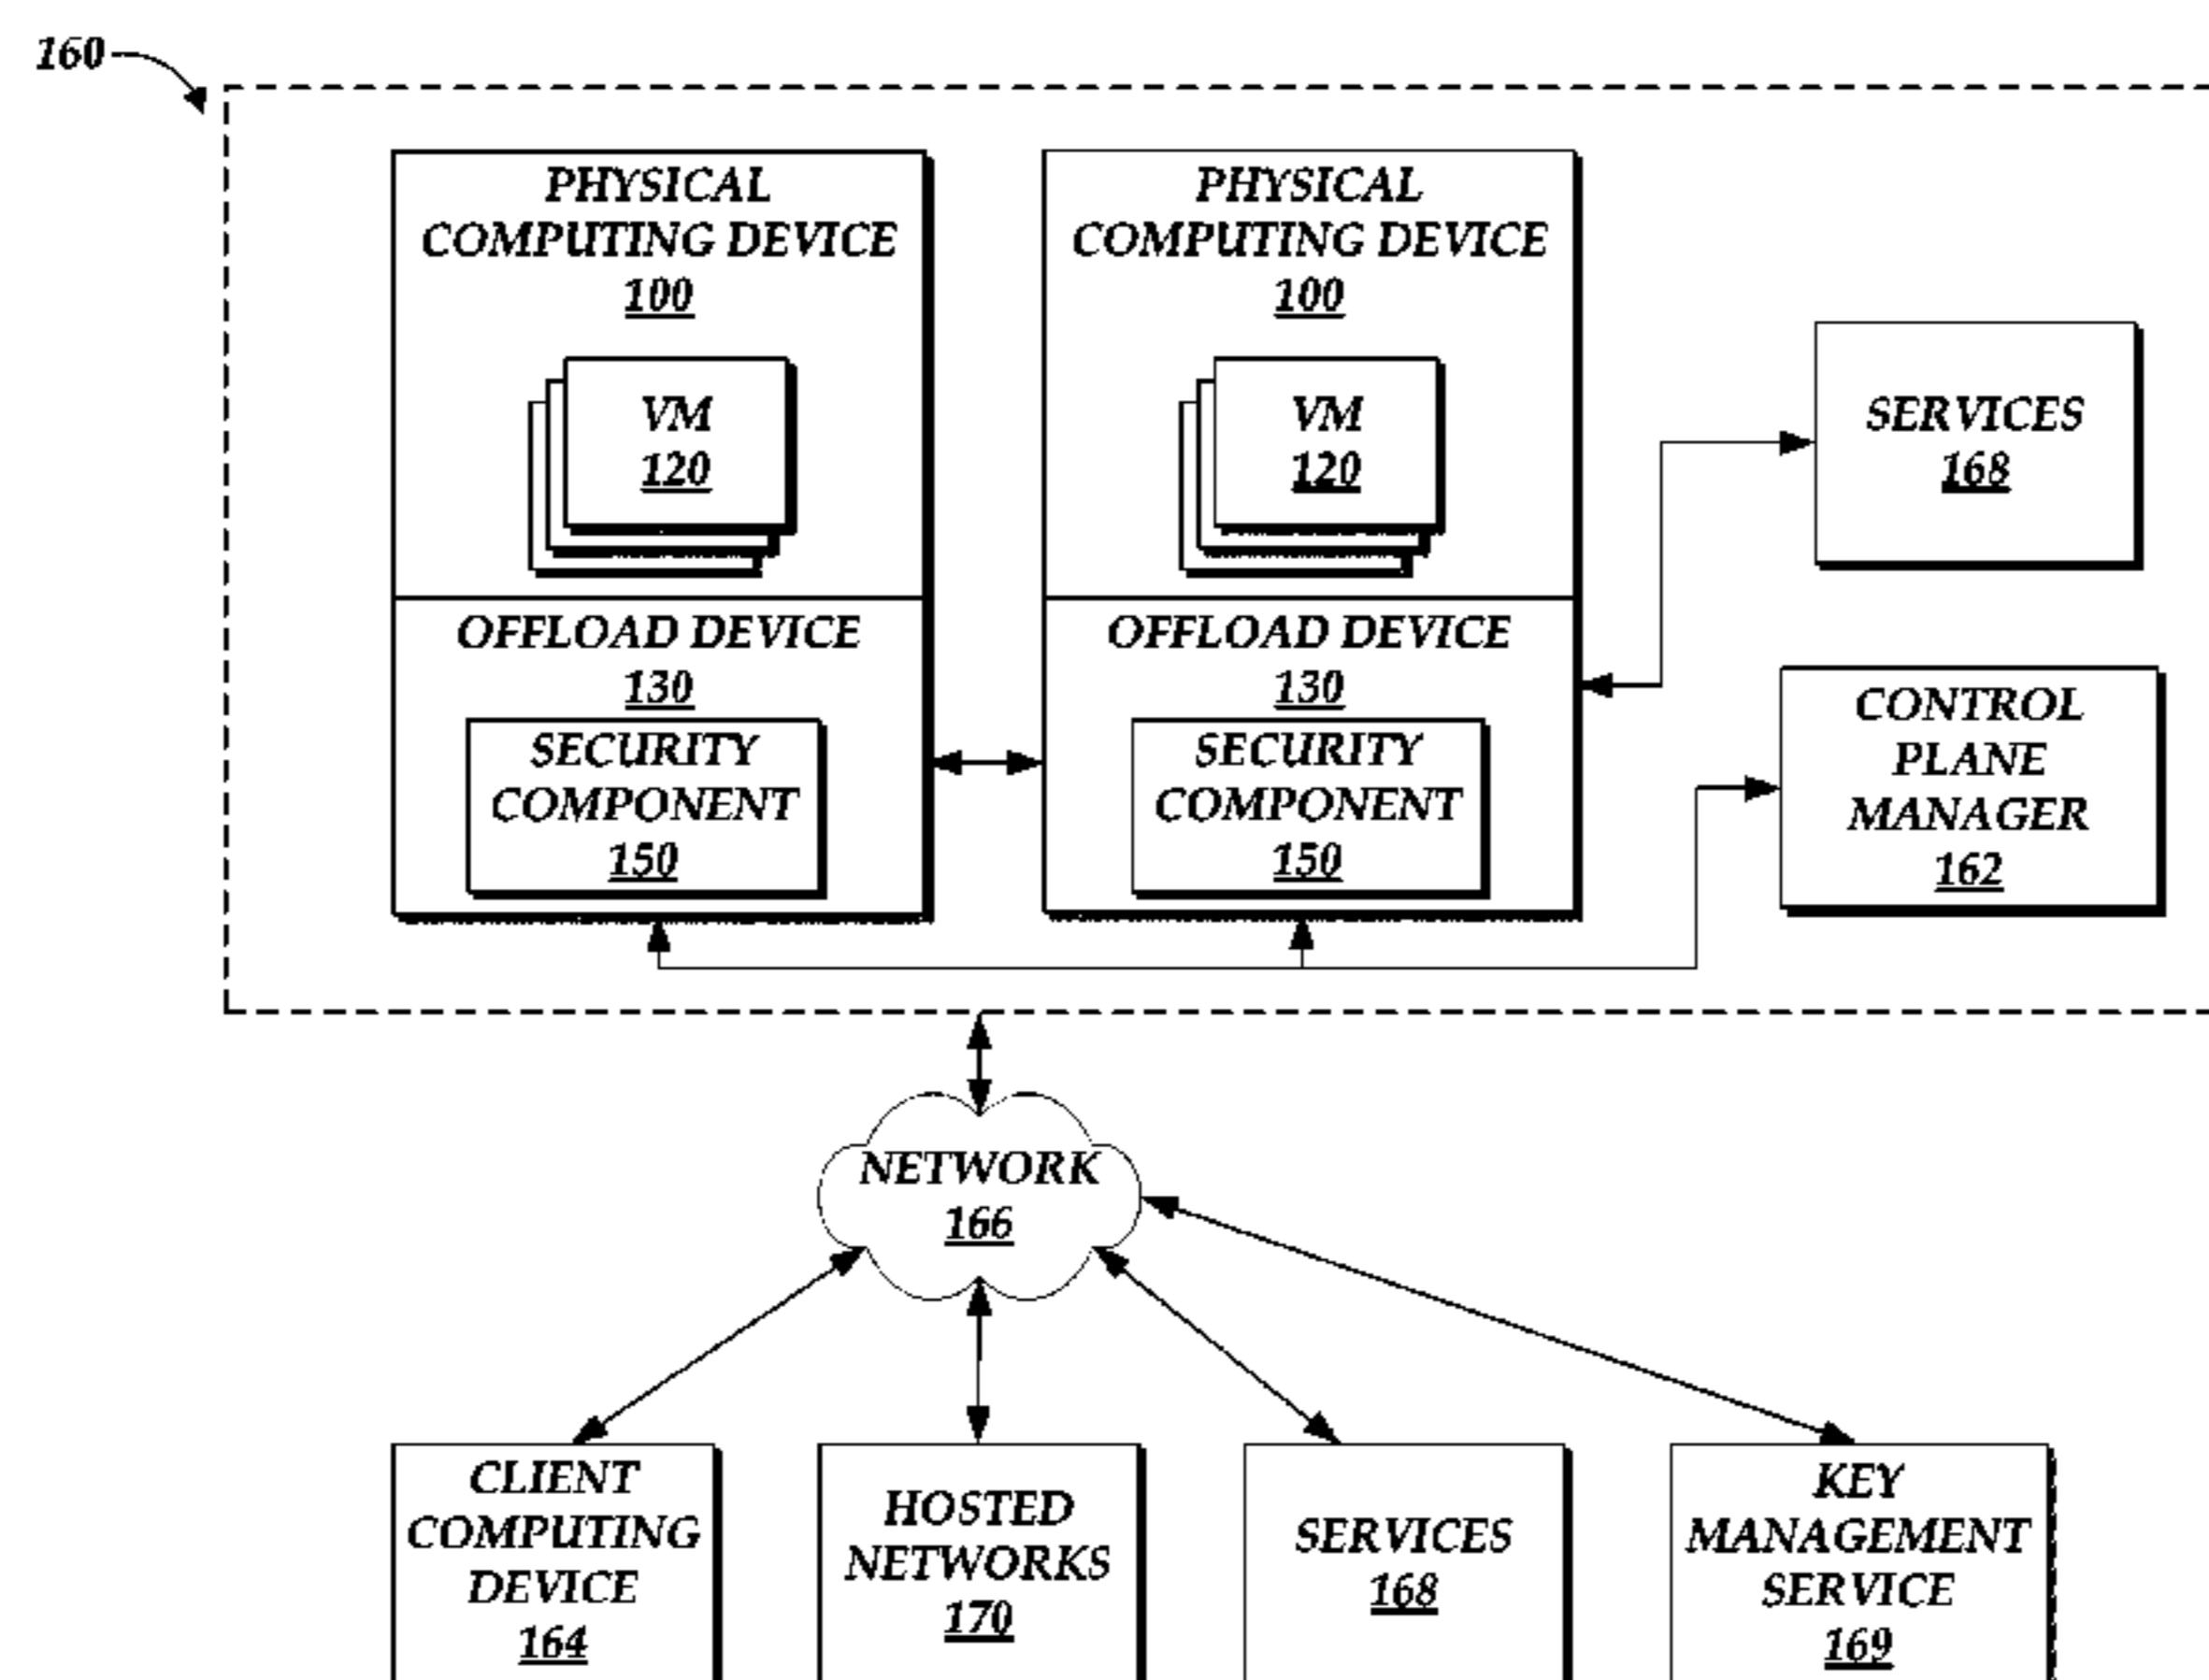 160
PHYSICAL
COMPUTING DEVICE
100
VM
120
OFFLOAD DEVICE
130
SECURITY
COMPONENT
150
PHYSICAL
COMPUTING DEVICE
100
VM
120
OFFLOAD DEVICE
130
SECURITY
COMPONENT
150
SERVICES
168
CONTROL
PLANE
MANAGER
162
NETWORK
166
CLIENT
COMPUTING
DEVICE
164
HOSTED
NETWORKS
170
SERVICES
168
KEY
MANAGEMENT
SERVICE
169